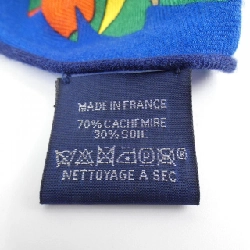 MADE IN FRANCE
70% CACHEMIRE
30% SOIE
NETTOYAGE A SEC